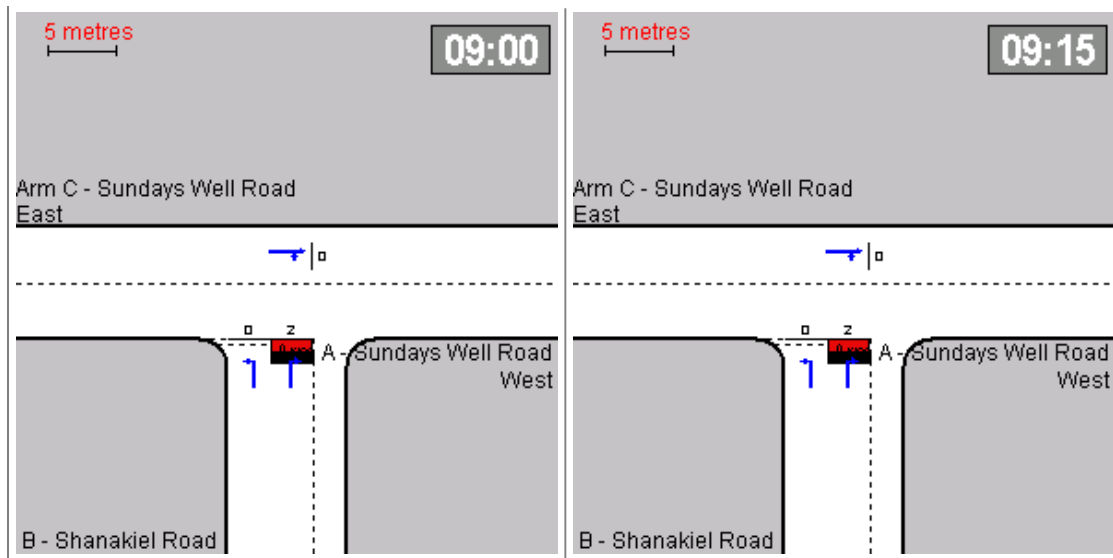 5 metres
09:00
Arm C - Sundays Well Road
East
0
0 2
A - Sundays Well Road
West
B - Shanakiel Road
5 metres
09:15
Arm C - Sundays Well Road
East
0
0 2
A - Sundays Well Road
West
B - Shanakiel Road